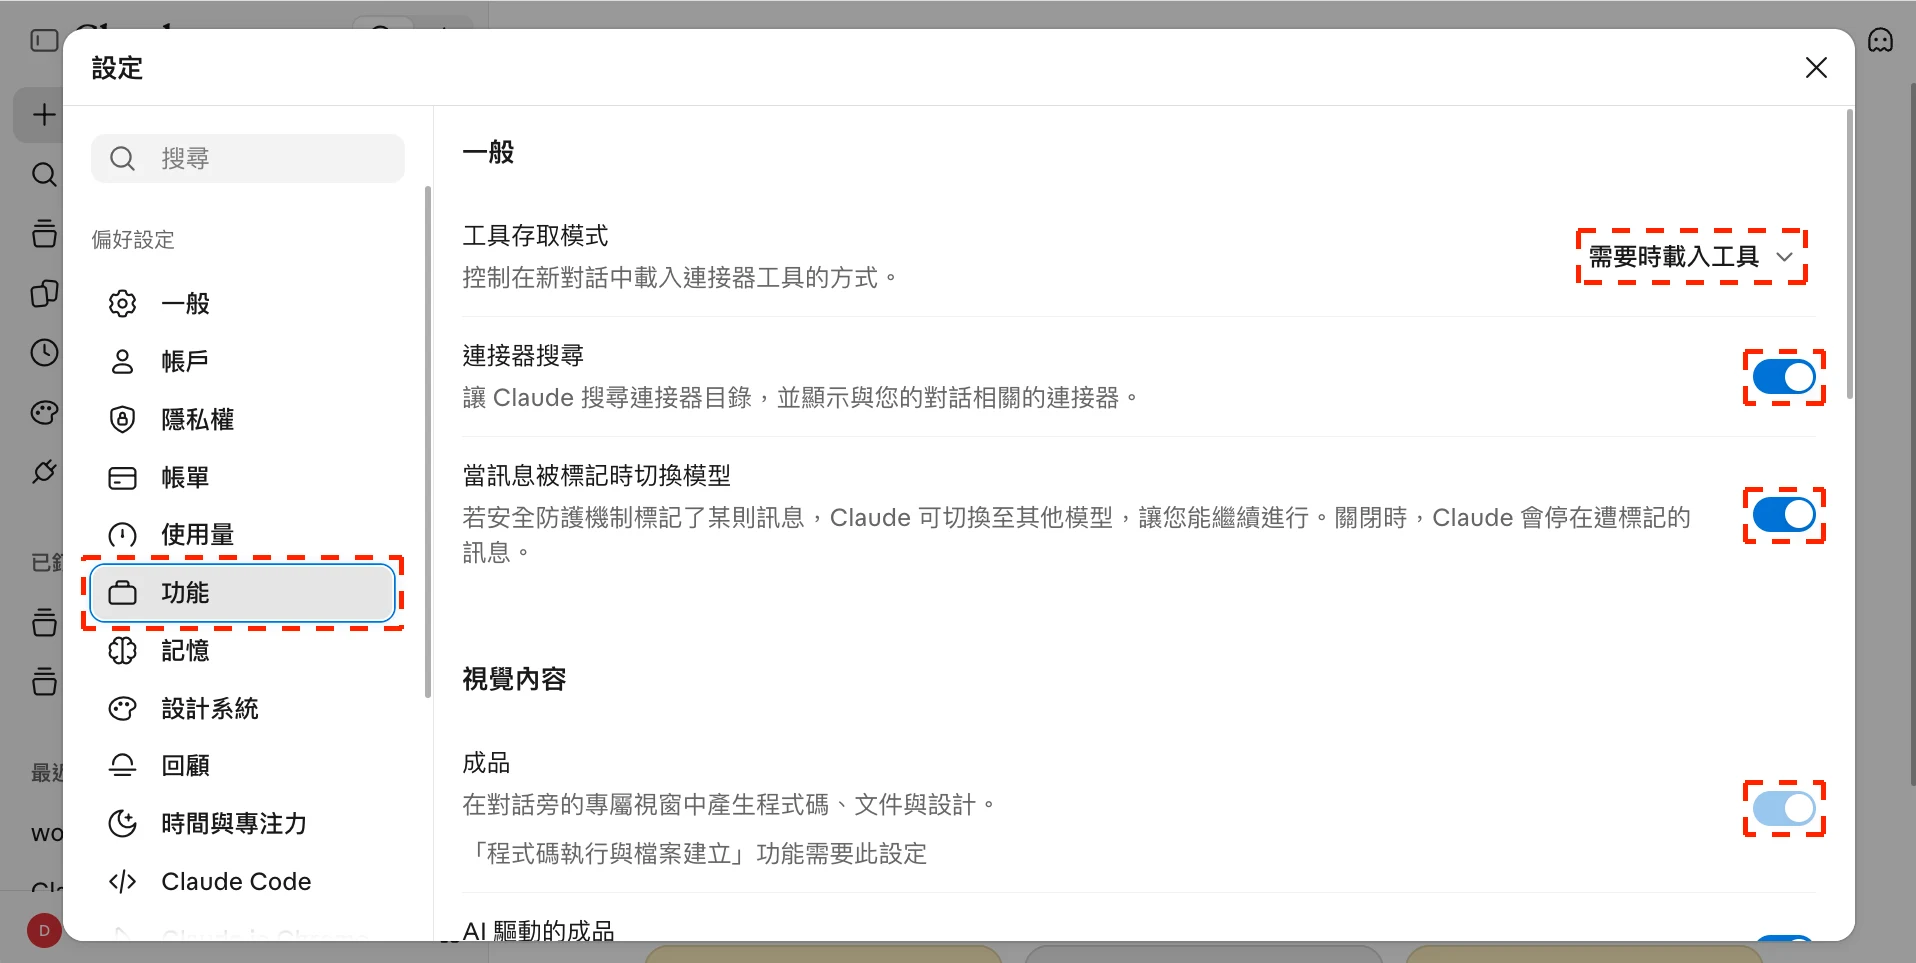 設定
搜尋
偏好設定
一般
帳戶
隱私權
帳單
使用量
功能
記憶
設計系統
回顧
時間與專注力
Claude Code
Claude in Chrome
一般
工具存取模式
控制在新對話中載入連接器工具的方式。
需要時載入工具
連接器搜尋
讓 Claude 搜尋連接器目錄，並顯示與您的對話相關的連接器。
當訊息被標記時切換模型
若安全防護機制標記了某則訊息，Claude 可切換至其他模型，讓您能繼續進行。關閉時，Claude 會停在遭標記的
訊息。
視覺內容
成品
在對話旁的專屬視窗中產生程式碼、文件與設計。
「程式碼執行與檔案建立」功能需要此設定
AI 驅動的成品
已
最近
wo
D